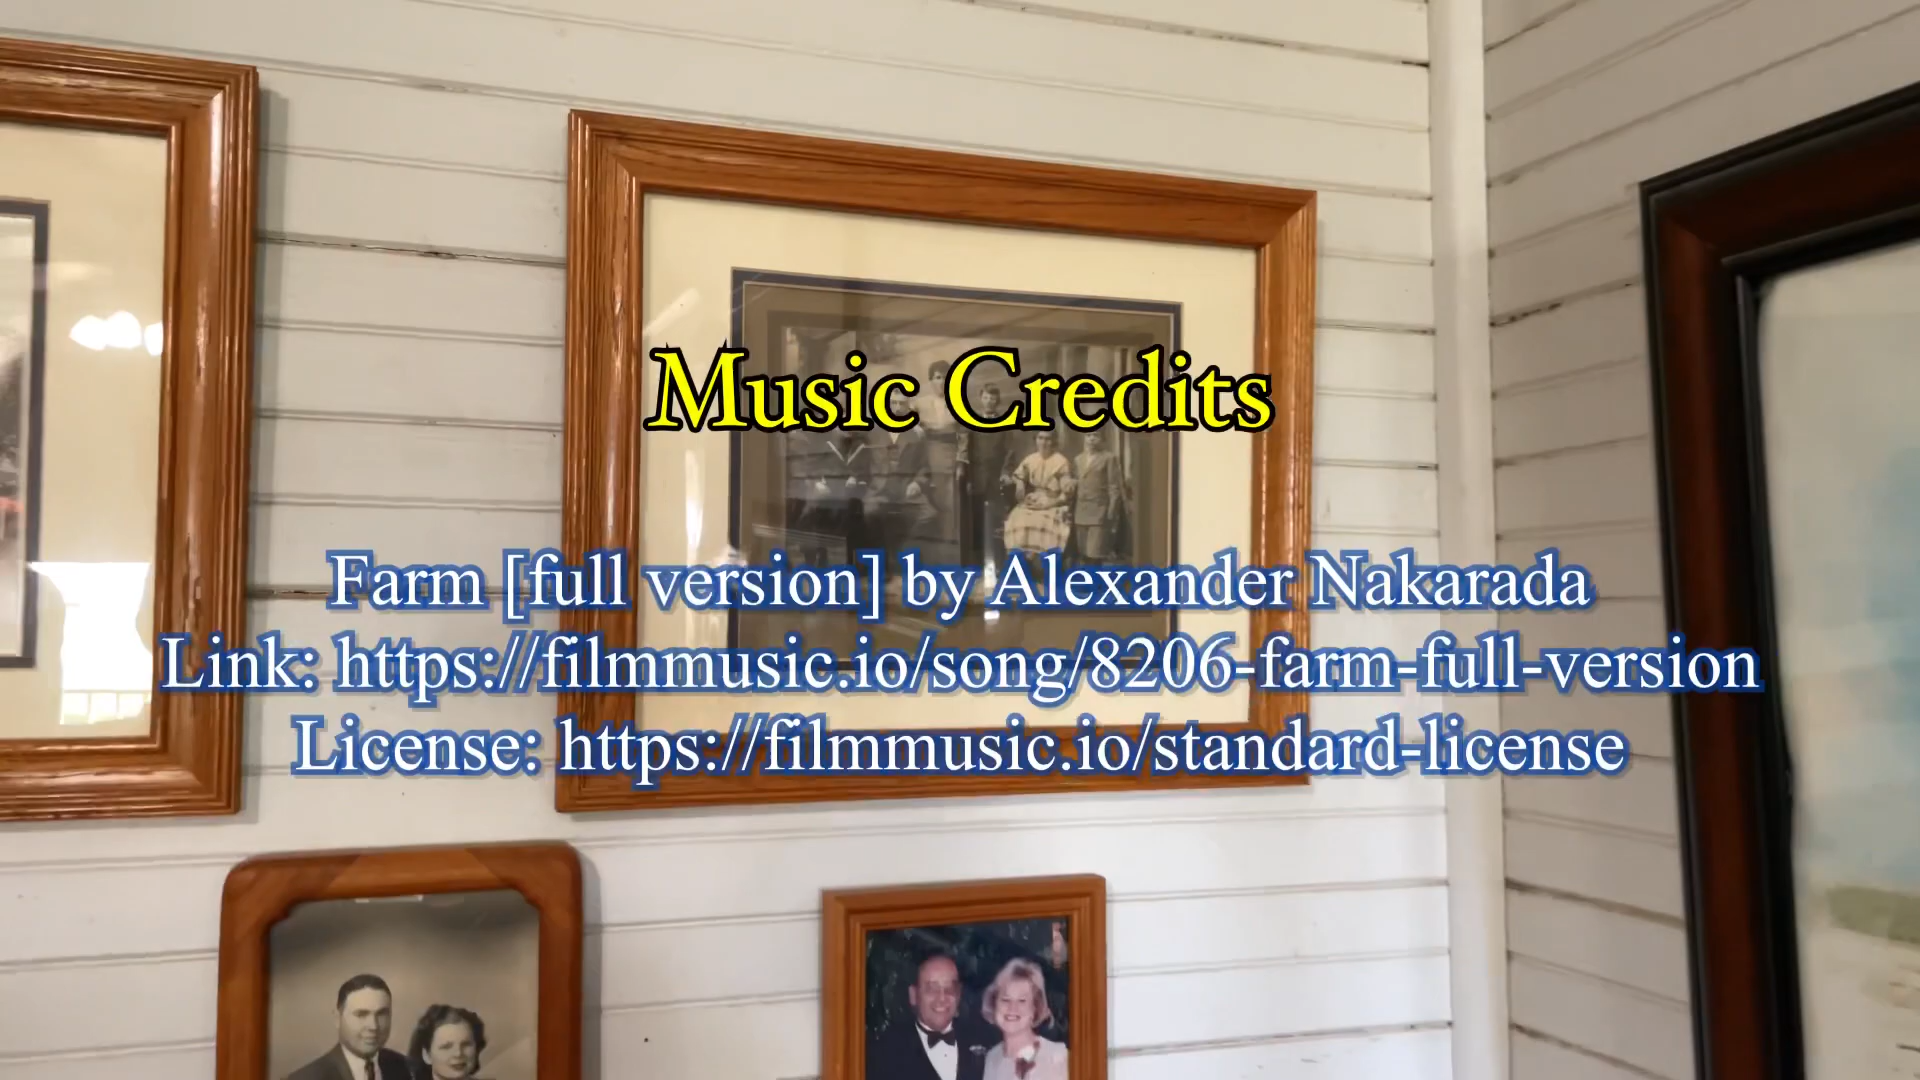 Music Credits
Farm [full version] by Alexander Nakarada
Link: https://filmmusic.io/song/8206-farm-full-version
License: https://filmmusic.io/standard-license